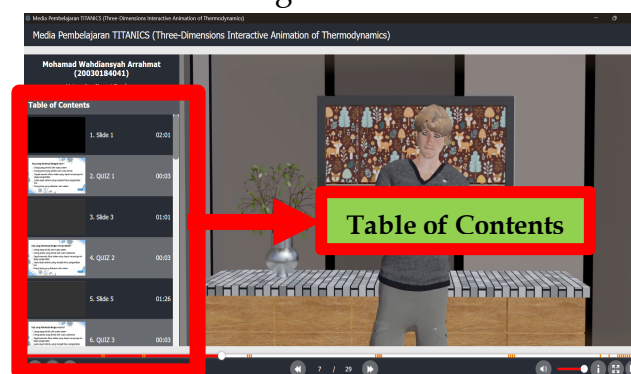 Media Pembelajaran TITANICS (Three-Dimensions Interactive Animation of Thermodynamics)
Media Pembelajaran TITANICS (Three-Dimensions Interactive Animation of Thermodynamics)
Mohamad Wahdiansyah Arrahmat
(20030184041)
Table of Contents
1. Slide 1 02:01
2. QUIZ 1 00:03
3. Slide 3 01:01
4. QUIZ 2 00:03
5. Slide 5 01:26
6. QUIZ 3 00:03
Table of Contents
7 / 29